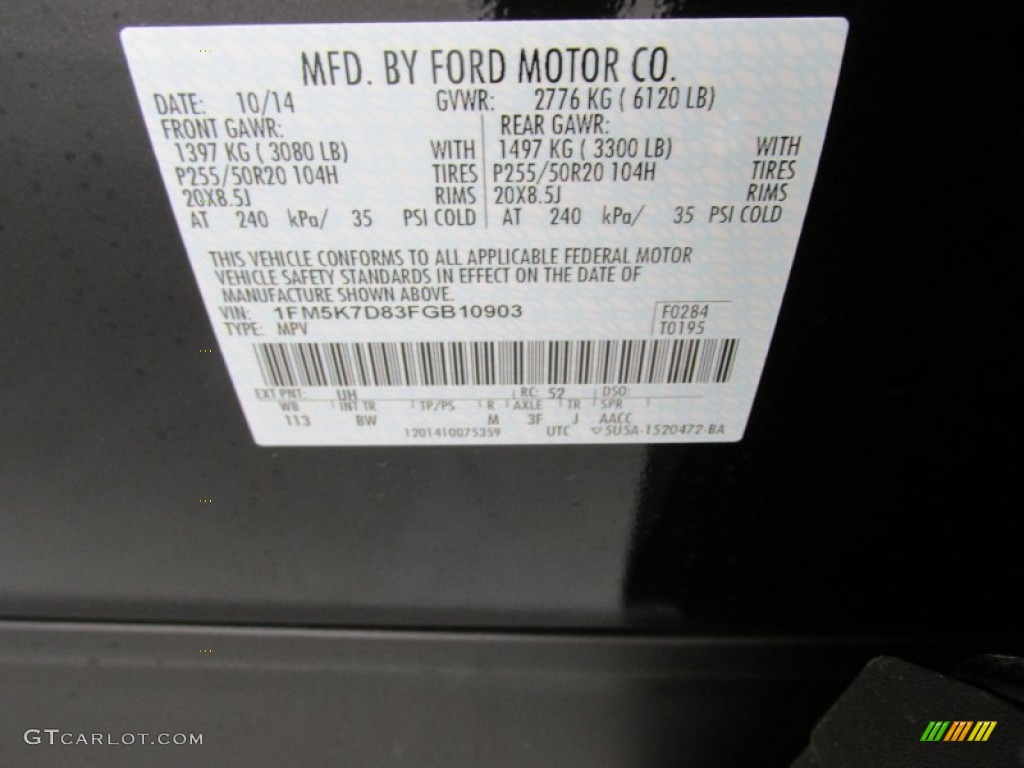 MFD. BY FORD MOTOR CO.
DATE: 10/14 GVWR: 2776 KG ( 6120 LB)
FRONT GAWR: REAR GAWR:
1397 KG ( 3080 LB) WITH 1497 KG ( 3300 LB) WITH
P255/50R20 104H TIRES P255/50R20 104H TIRES
20X8.5J RIMS 20X8.5J RIMS
AT 240 kPa/ 35 PSI COLD AT 240 kPa/ 35 PSI COLD
THIS VEHICLE CONFORMS TO ALL APPLICABLE FEDERAL MOTOR
VEHICLE SAFETY STANDARDS IN EFFECT ON THE DATE OF
MANUFACTURE SHOWN ABOVE.
VIN: 1FM5K7D83FGB10903 F0284
TYPE: MPV T0195
EXT PNT: UH RC: 52 DSO:
WB INT TR TP/PS R AXLE TR SPR
113 BW M 3F J AACC
1201410075359 UTC ▽5U5A-1520472-BA
GTCARLOT.COM